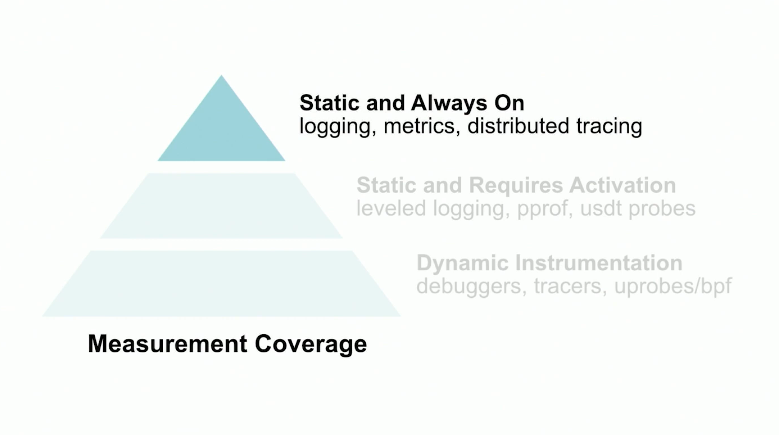 Static and Always On
logging, metrics, distributed tracing
Static and Requires Activation
leveled logging, pprof, usdt probes
Dynamic Instrumentation
debuggers, tracers, uprobes/bpf
Measurement Coverage